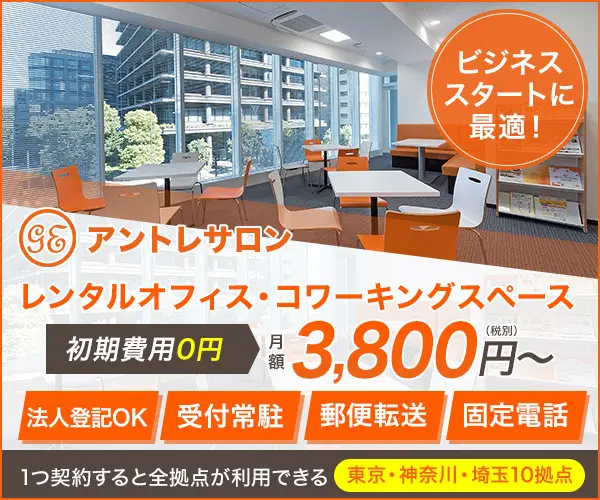 ビジネス
スタートに
最適！
GE アントレサロン
レンタルオフィス・コワーキングスペース
初期費用0円
月額 3,800円〜 (税別)
法人登記OK 受付常駐 郵便転送 固定電話
1つ契約すると全拠点が利用できる 東京・神奈川・埼玉10拠点